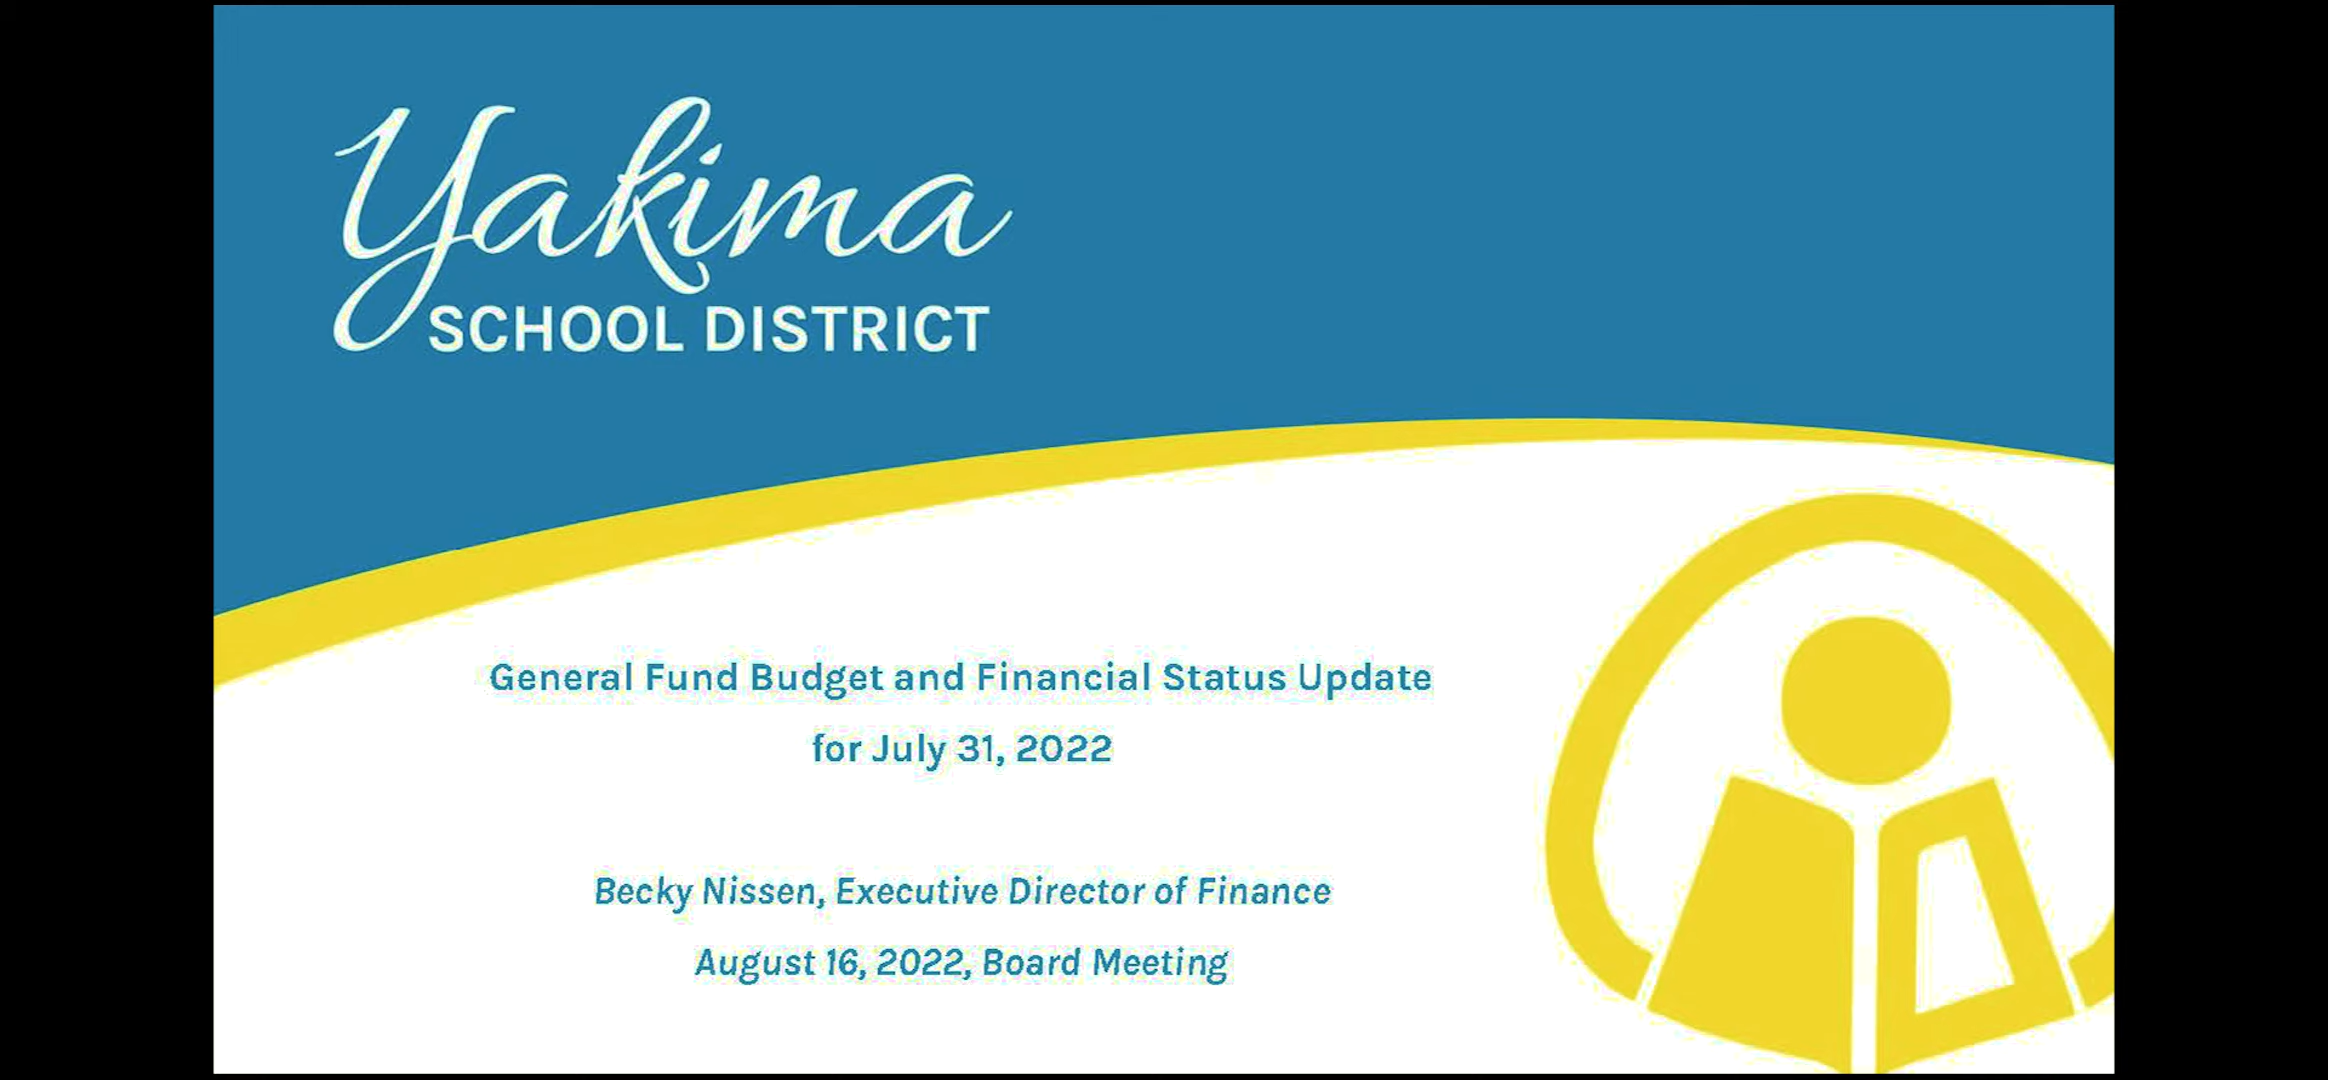 Yakima
SCHOOL DISTRICT
General Fund Budget and Financial Status Update
for July 31, 2022
Becky Nissen, Executive Director of Finance
August 16, 2022, Board Meeting